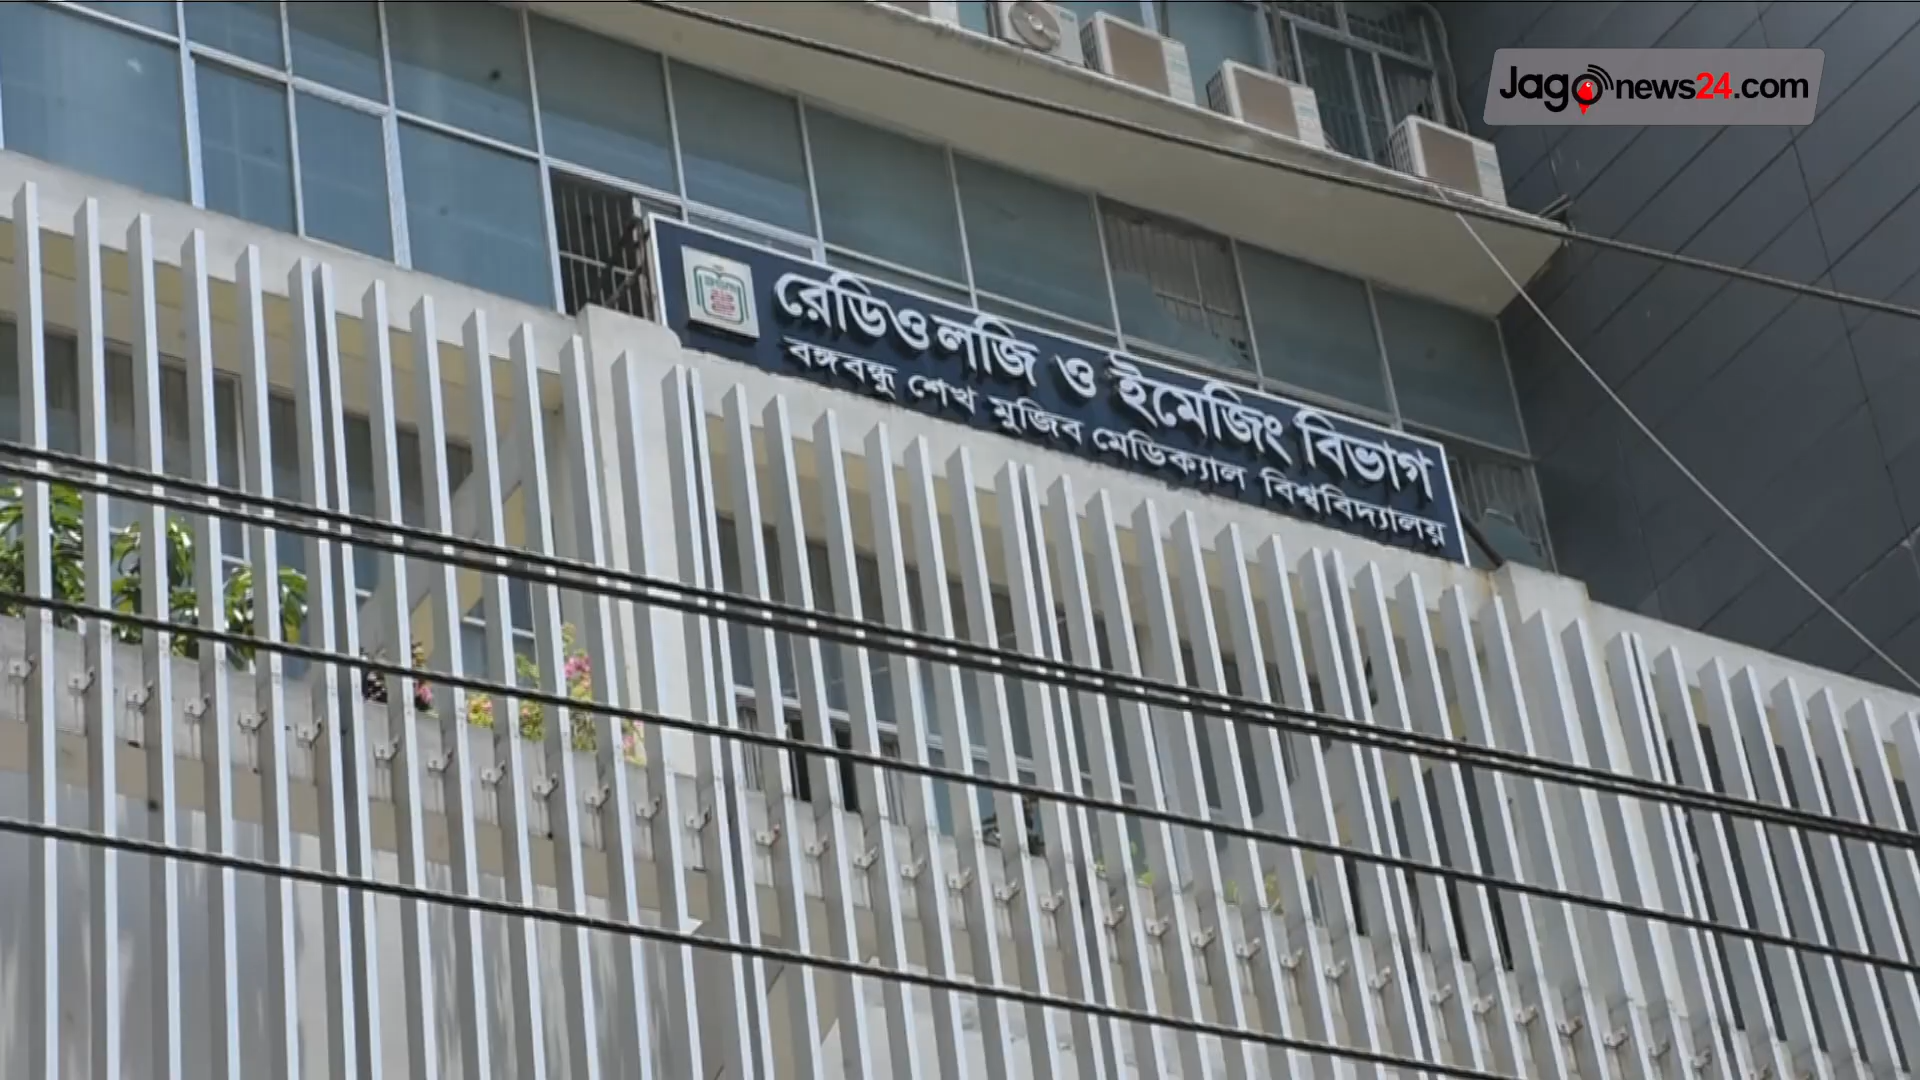 Jagonews24.com
রেডিওলজি ও ইমেজিং বিভাগ
বঙ্গবন্ধু শেখ মুজিব মেডিক্যাল বিশ্ববিদ্যালয়